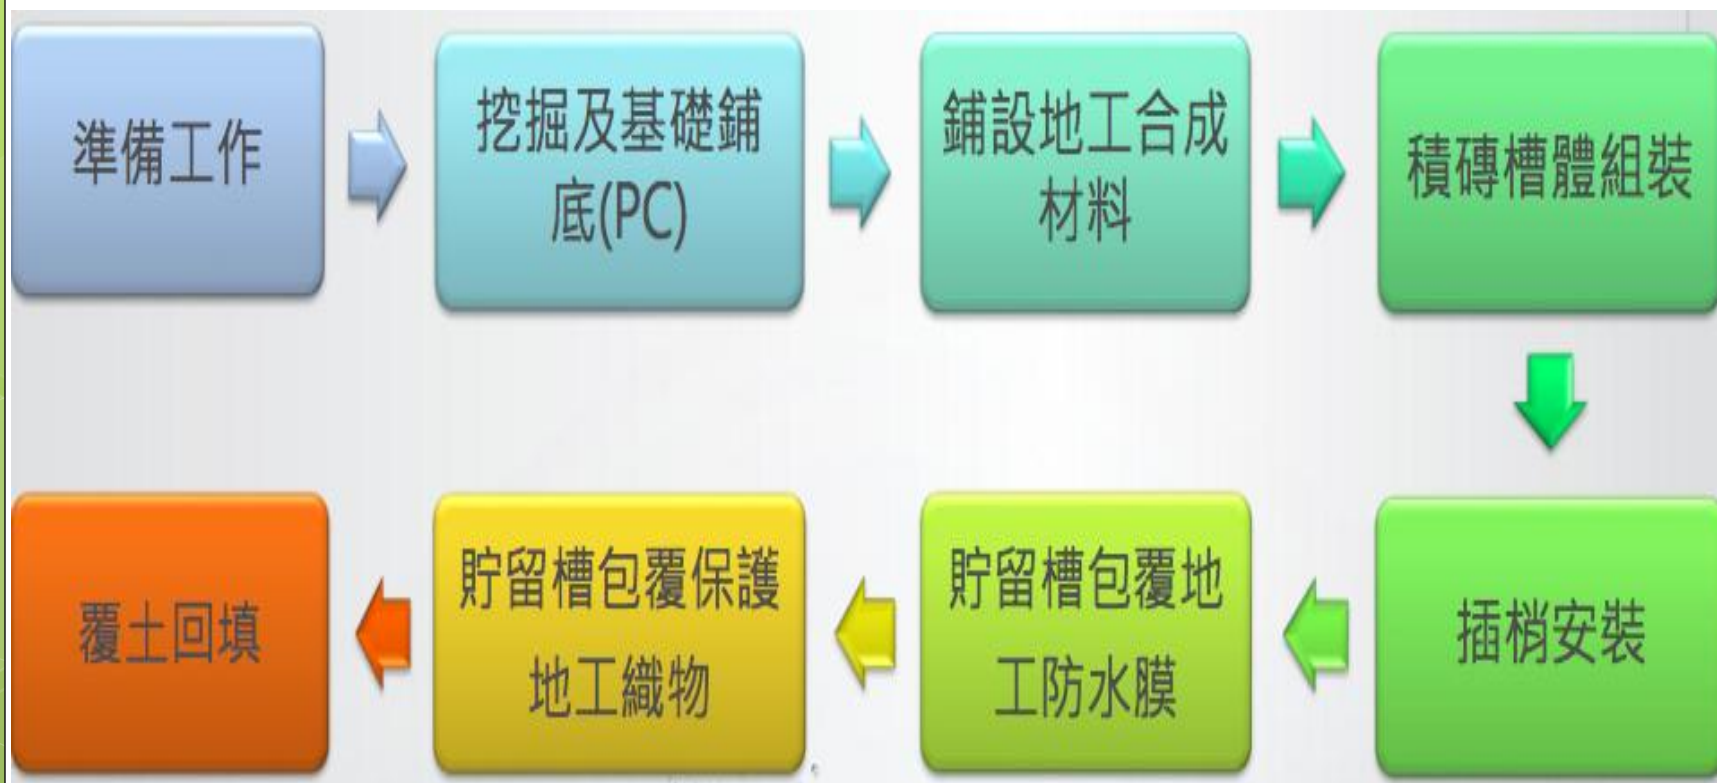 準備工作
挖掘及基礎鋪
底(PC)
鋪設地工合成
材料
積磚槽體組裝
插梢安裝
貯留槽包覆地
工防水膜
貯留槽包覆保護
地工織物
覆土回填